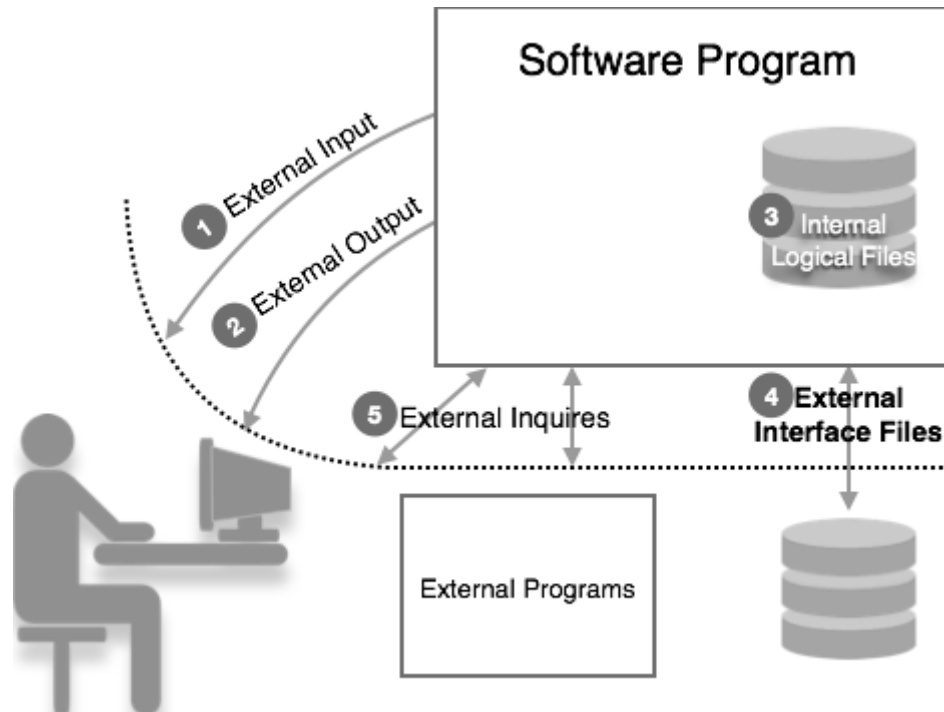 Software Program
1 External Input
2 External Output
3 Internal
Logical Files
4 External
Interface Files
5 External Inquires
External Programs